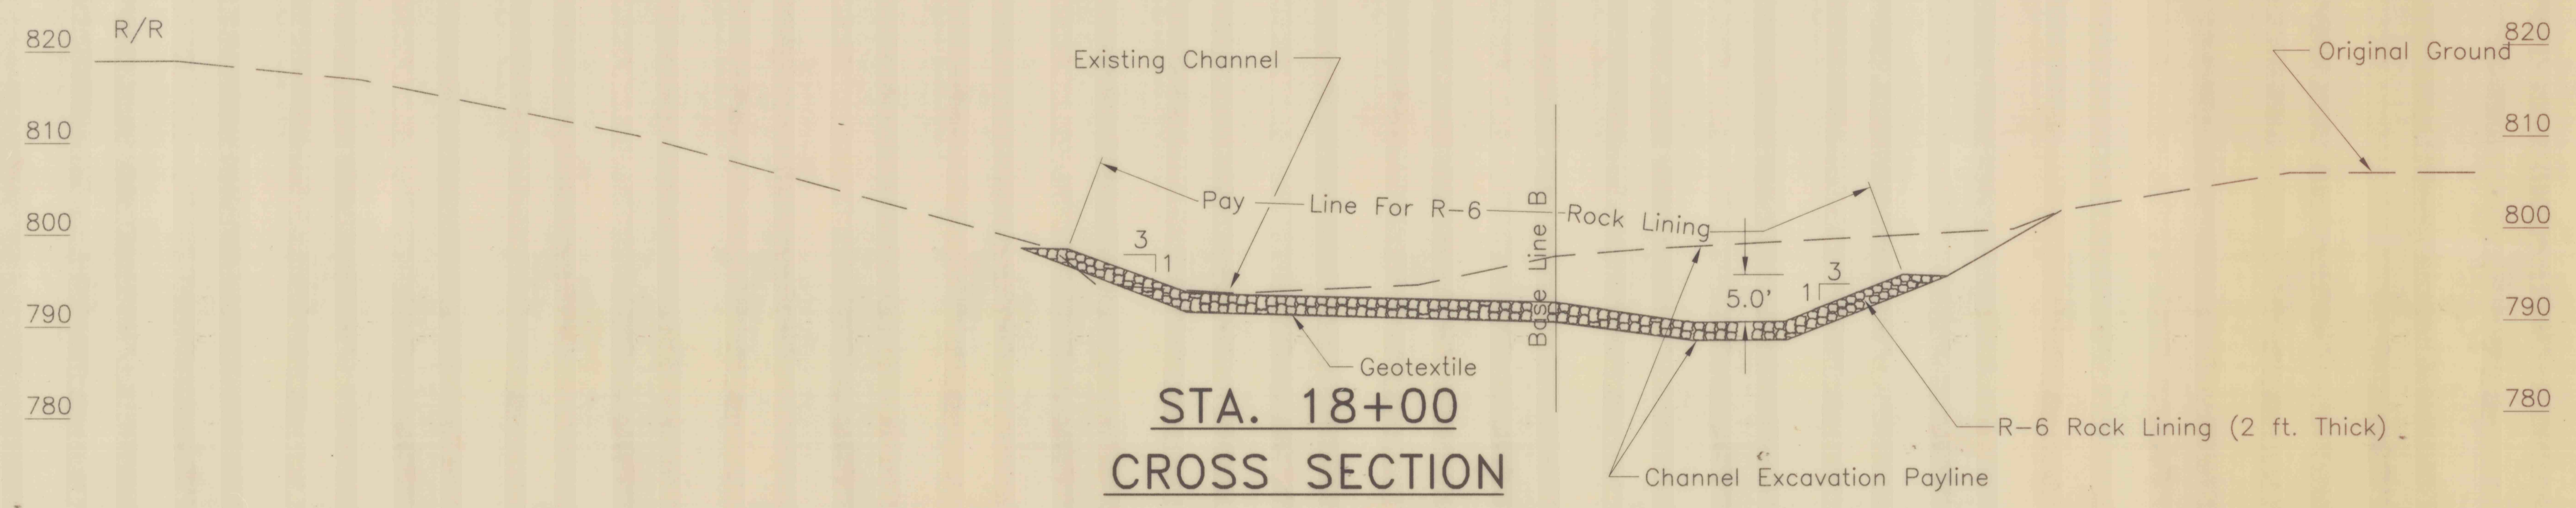 820
R/R
820
Existing Channel
Original Ground
810
810
Pay Line For R-6 Rock Lining
800
800
3
1
Base Line B
3
1
5.0'
790
790
Geotextile
780
780
STA. 18+00
R-6 Rock Lining (2 ft. Thick)
CROSS SECTION
Channel Excavation Payline